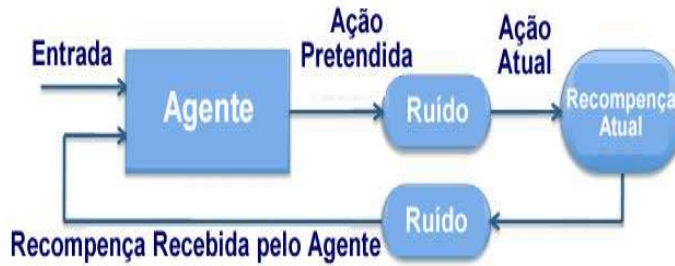 Entrada
Agente
Ação
Pretendida
Ruído
Ação
Atual
Recompença
Atual
Ruído
Recompença Recebida pelo Agente